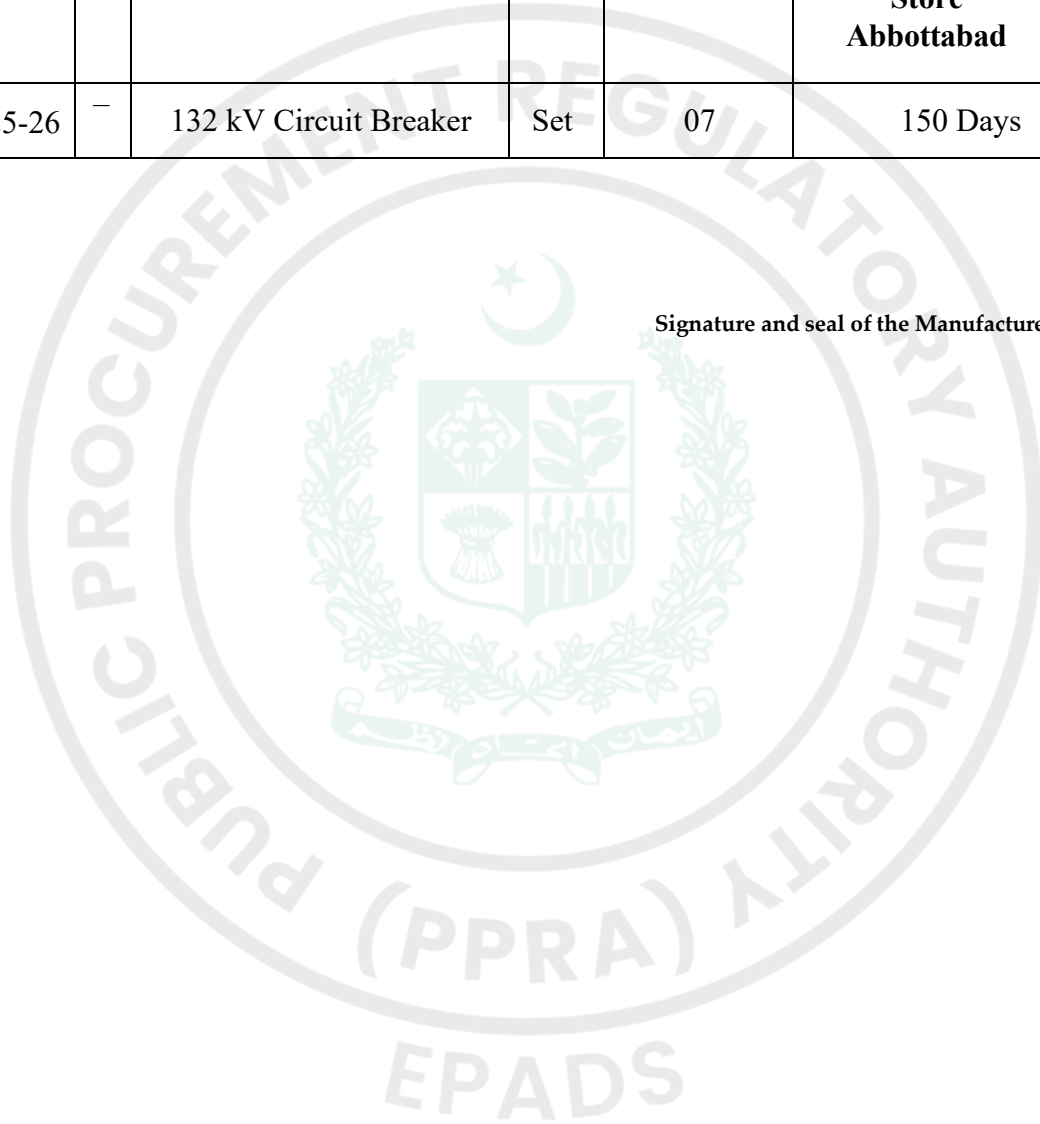 Store
Abbottabad
5-26 – 132 kV Circuit Breaker Set 07 150 Days
Signature and seal of the Manufacture
PUBLIC PROCUREMENT REGULATORY AUTHORITY
(PPRA)
EPADS